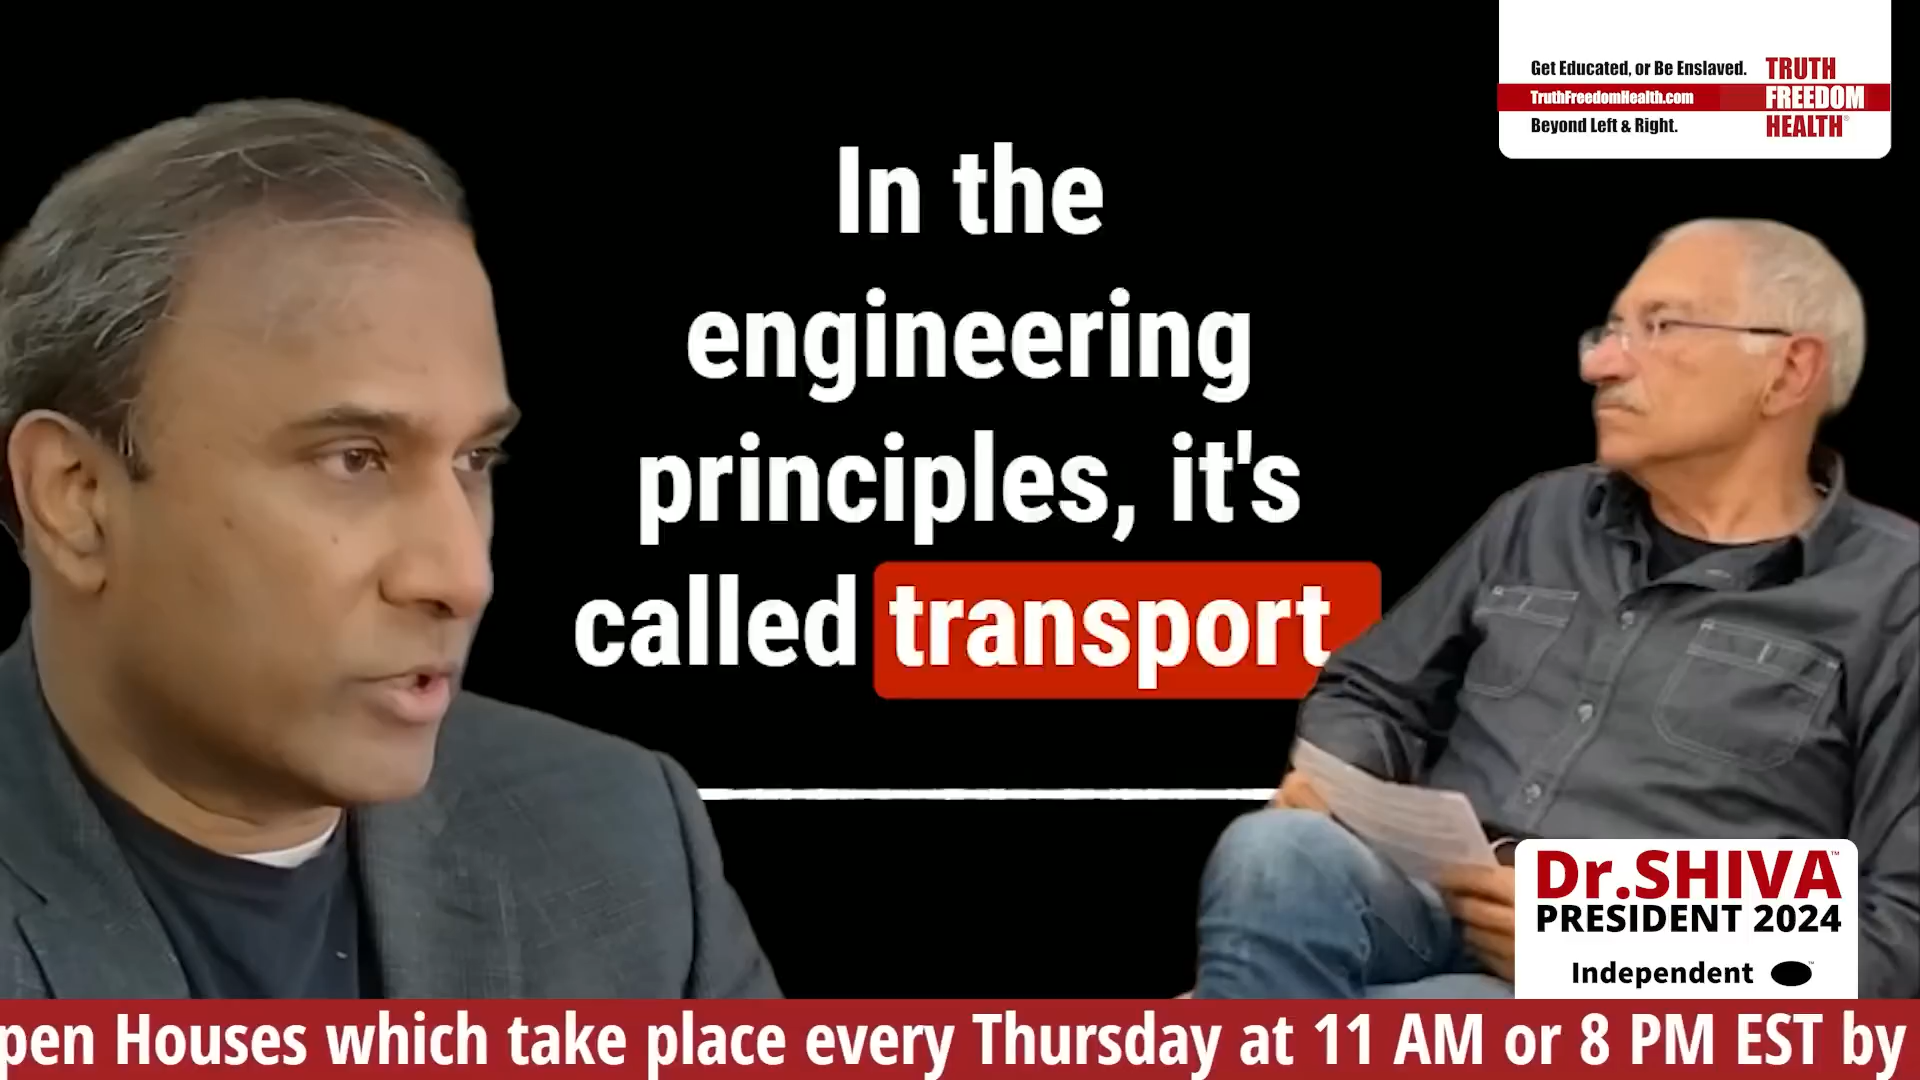 Get Educated, or Be Enslaved.
TruthFreedomHealth.com
Beyond Left & Right.
TRUTH
FREEDOM
HEALTH®
In the
engineering
principles, it's
called transport
Dr.SHIVA™
PRESIDENT 2024
Independent ™
pen Houses which take place every Thursday at 11 AM or 8 PM EST by